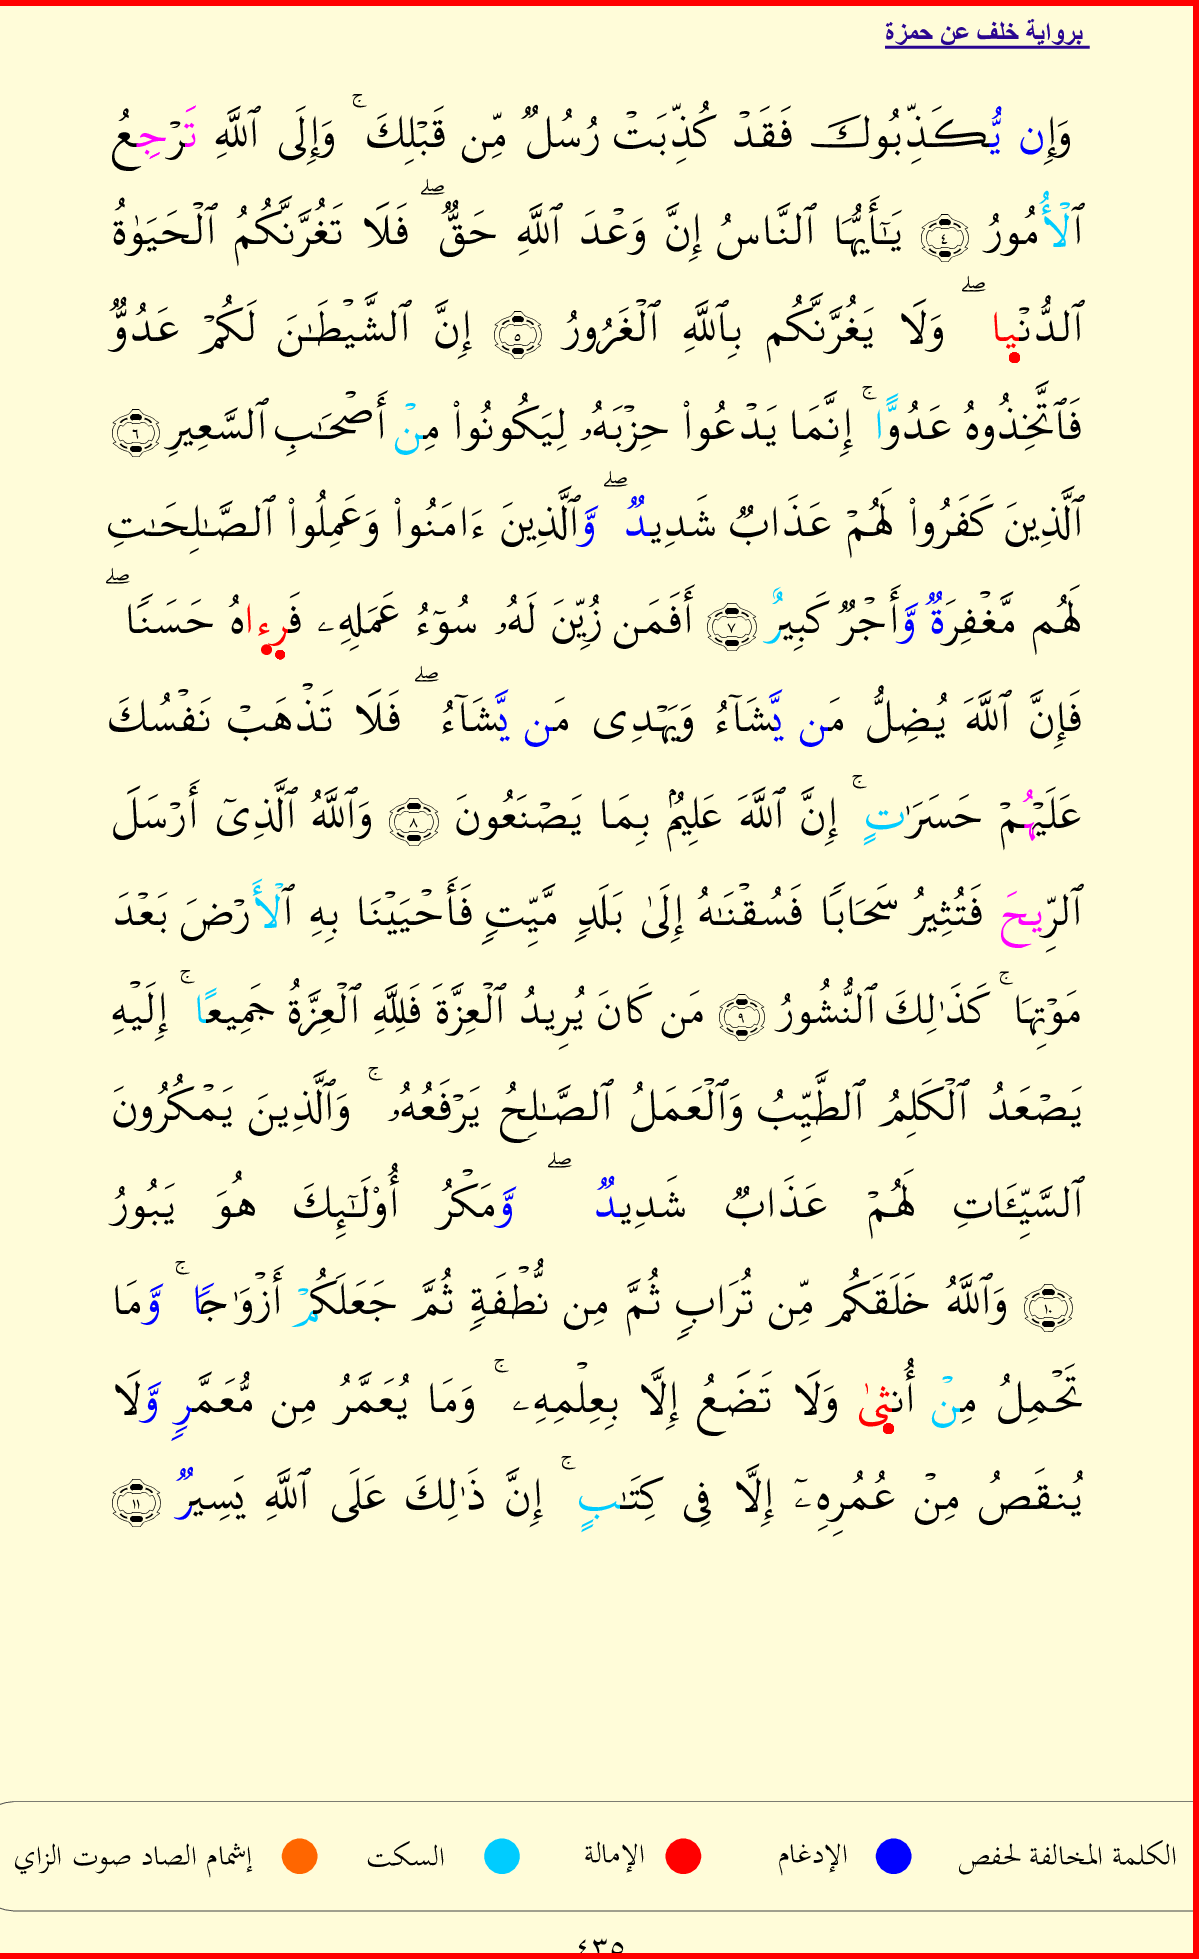 برواية خلف عن حمزة
وَإِن يُّكَذِّبُوكَ فَقَدْ كُذِّبَتْ رُسُلٌ مِّن قَبْلِكَ ۚ وَإِلَى ٱللَّهِ تَرْجِعُ
ٱلْأُمُورُ ٤ يَـٰٓأَيُّهَا ٱلنَّاسُ إِنَّ وَعْدَ ٱللَّهِ حَقٌّ ۖ فَلَا تَغُرَّنَّكُمُ ٱلْحَيَوٰةُ
ٱلدُّنْيا ۖ وَلَا يَغُرَّنَّكُم بِٱللَّهِ ٱلْغَرُورُ ٥ إِنَّ ٱلشَّيْطَـٰنَ لَكُمْ عَدُوٌّ
فَٱتَّخِذُوهُ عَدُوًّا ۚ إِنَّمَا يَدْعُوا۟ حِزْبَهُۥ لِيَكُونُوا۟ مِنْ أَصْحَـٰبِ ٱلسَّعِيرِ ٦
ٱلَّذِينَ كَفَرُوا۟ لَهُمْ عَذَابٌ شَدِيدٌ ۖ وَّٱلَّذِينَ ءَامَنُوا۟ وَعَمِلُوا۟ ٱلصَّـٰلِحَـٰتِ
لَهُم مَّغْفِرَةٌ وَّأَجْرٌ كَبِيرٌ ٧ أَفَمَن زُيِّنَ لَهُۥ سُوٓءُ عَمَلِهِۦ فَرِءاهُ حَسَنًا ۖ
فَإِنَّ ٱللَّهَ يُضِلُّ مَن يَّشَآءُ وَيَهْدِى مَن يَّشَآءُ ۖ فَلَا تَذْهَبْ نَفْسُكَ
عَلَيْهُمْ حَسَرَٰتٍ ۚ إِنَّ ٱللَّهَ عَلِيمٌۢ بِمَا يَصْنَعُونَ ٨ وَٱللَّهُ ٱلَّذِىٓ أَرْسَلَ
ٱلرِّيحَ فَتُثِيرُ سَحَابًا فَسُقْنَـٰهُ إِلَىٰ بَلَدٍ مَّيِّتٍ فَأَحْيَيْنَا بِهِ ٱلْأَرْضَ بَعْدَ
مَوْتِهَا ۚ كَذَٰلِكَ ٱلنُّشُورُ ٩ مَن كَانَ يُرِيدُ ٱلْعِزَّةَ فَلِلَّهِ ٱلْعِزَّةُ جَمِيعًا ۚ إِلَيْهِ
يَصْعَدُ ٱلْكَلِمُ ٱلطَّيِّبُ وَٱلْعَمَلُ ٱلصَّـٰلِحُ يَرْفَعُهُۥ ۚ وَٱلَّذِينَ يَمْكُرُونَ
ٱلسَّيِّـَٔاتِ لَهُمْ عَذَابٌ شَدِيدٌ ۖ وَّمَكْرُ أُو۟لَـٰٓئِكَ هُوَ يَبُورُ
١٠ وَٱللَّهُ خَلَقَكُم مِّن تُرَابٍ ثُمَّ مِن نُّطْفَةٍ ثُمَّ جَعَلَكُمْ أَزْوَٰجًا ۚ وَّمَا
تَحْمِلُ مِنْ أُنثىٰ وَلَا تَضَعُ إِلَّا بِعِلْمِهِۦ ۚ وَمَا يُعَمَّرُ مِن مُّعَمَّرٍ وَّلَا
يُنقَصُ مِنْ عُمُرِهِۦٓ إِلَّا فِى كِتَـٰبٍ ۚ إِنَّ ذَٰلِكَ عَلَى ٱللَّهِ يَسِيرٌ ١١
الكلمة المخالفة لحفص الإدغام الإمالة السكت إشمام الصاد صوت الزاي
٤٣٥